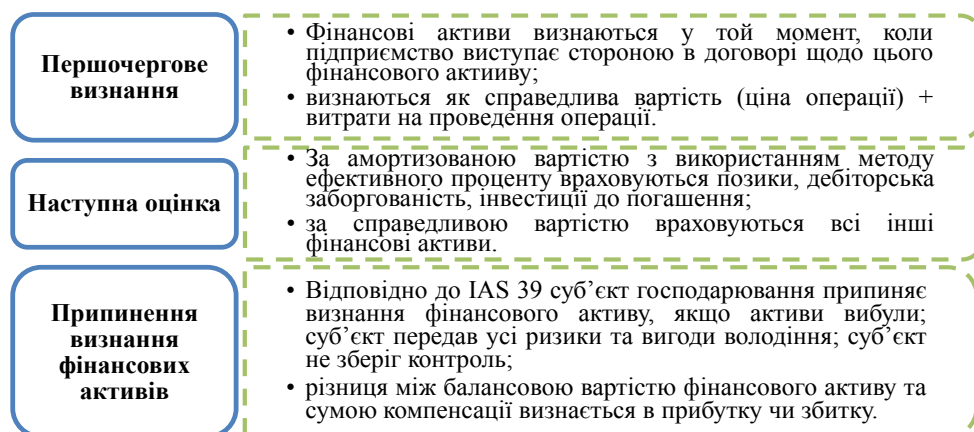 Першочергове
визнання
• Фінансові активи визнаються у той момент, коли
підприємство виступає стороною в договорі щодо цього
фінансового актииву;
• визнаються як справедлива вартість (ціна операції) +
витрати на проведення операції.
Наступна оцінка
• За амортизованою вартістю з використанням методу
ефективного проценту враховуються позики, дебіторська
заборгованість, інвестиції до погашення;
• за справедливою вартістю враховуються всі інші
фінансові активи.
Припинення
визнання
фінансових
активів
• Відповідно до IAS 39 суб’єкт господарювання припиняє
визнання фінансового активу, якщо активи вибули;
суб’єкт передав усі ризики та вигоди володіння; суб’єкт
не зберіг контроль;
• різниця між балансовою вартістю фінансового активу та
сумою компенсації визнається в прибутку чи збитку.